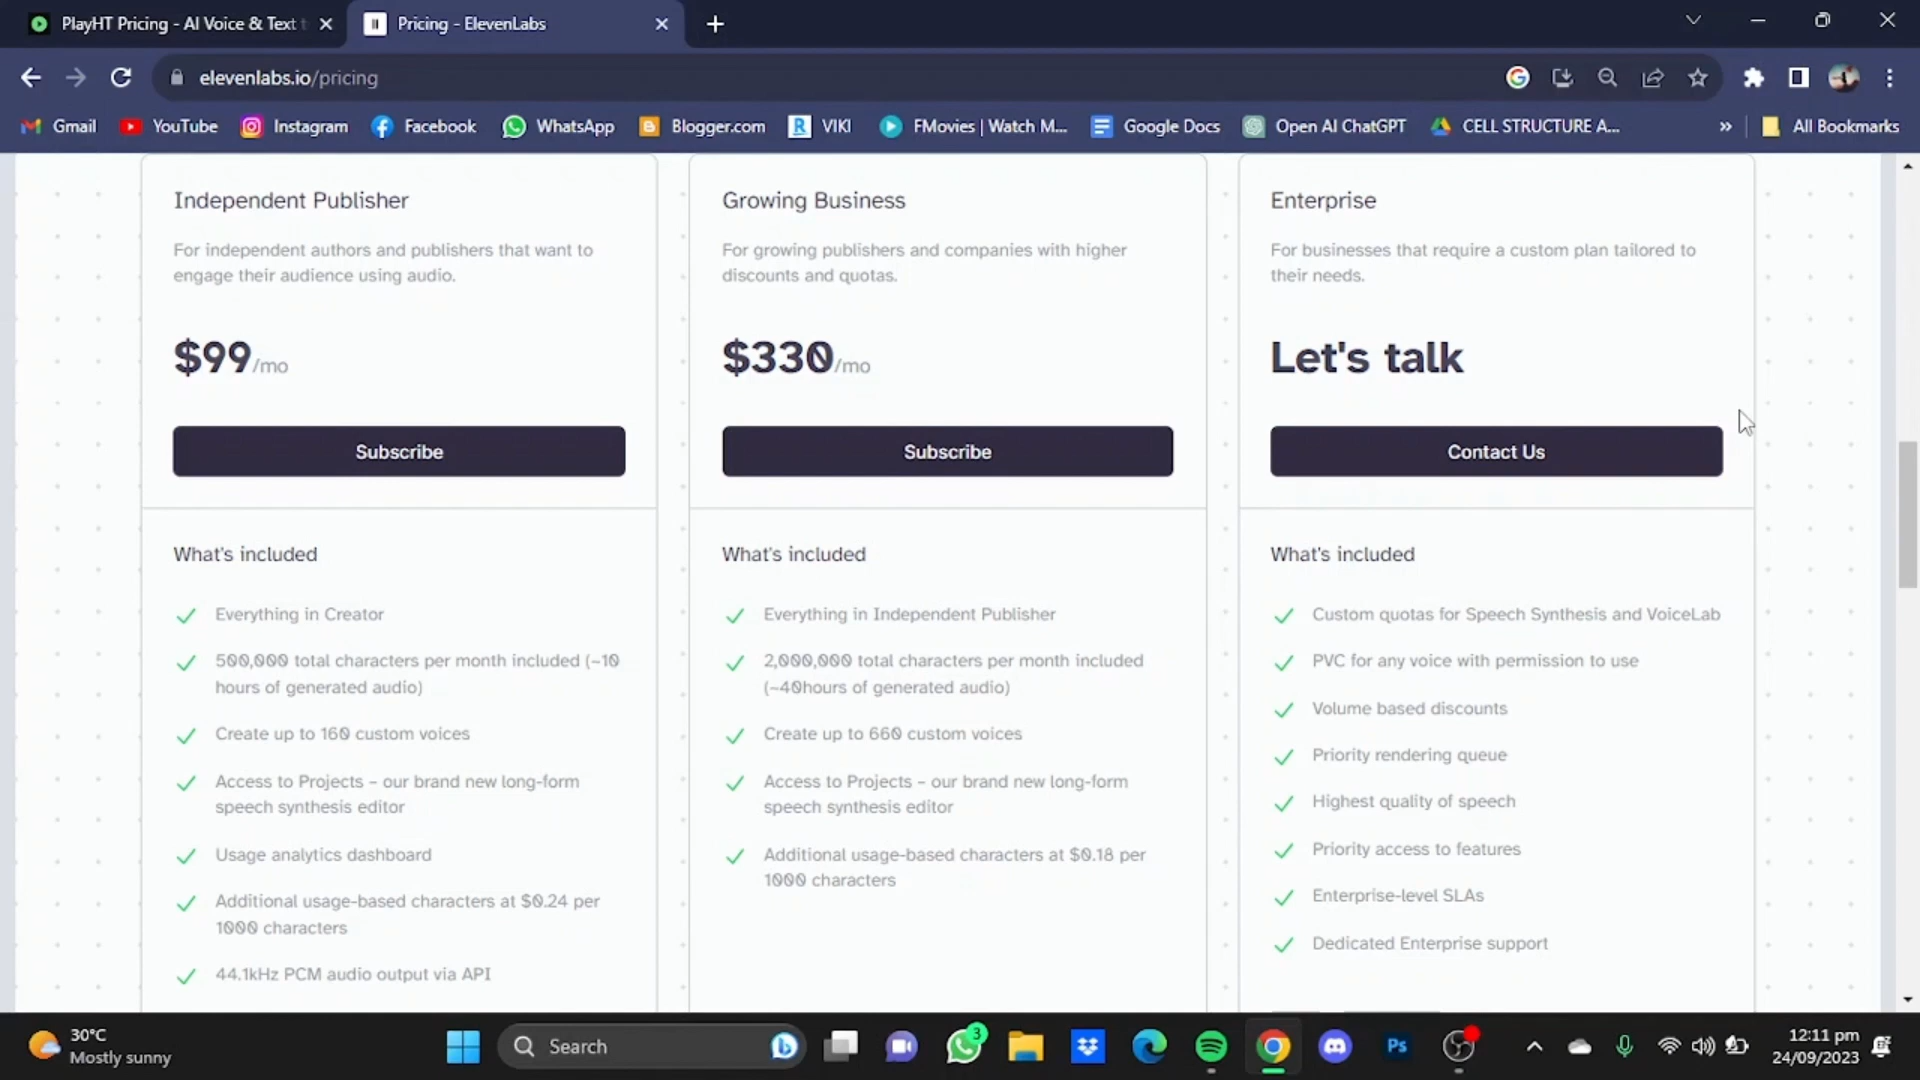 PlayHT Pricing - AI Voice & Text t
Pricing - ElevenLabs
elevenlabs.io/pricing
Gmail
YouTube
Instagram
Facebook
WhatsApp
Blogger.com
VIKI
FMovies | Watch M...
Google Docs
Open AI ChatGPT
CELL STRUCTURE A...
»
All Bookmarks
Independent Publisher
For independent authors and publishers that want to
engage their audience using audio.
$99/mo
Subscribe
What's included
Everything in Creator
500,000 total characters per month included (~10
hours of generated audio)
Create up to 160 custom voices
Access to Projects – our brand new long-form
speech synthesis editor
Usage analytics dashboard
Additional usage-based characters at $0.24 per
1000 characters
44.1kHz PCM audio output via API
Growing Business
For growing publishers and companies with higher
discounts and quotas.
$330/mo
Subscribe
What's included
Everything in Independent Publisher
2,000,000 total characters per month included
(~40hours of generated audio)
Create up to 660 custom voices
Access to Projects – our brand new long-form
speech synthesis editor
Additional usage-based characters at $0.18 per
1000 characters
Enterprise
For businesses that require a custom plan tailored to
their needs.
Let's talk
Contact Us
What's included
Custom quotas for Speech Synthesis and VoiceLab
PVC for any voice with permission to use
Volume based discounts
Priority rendering queue
Highest quality of speech
Priority access to features
Enterprise-level SLAs
Dedicated Enterprise support
30°C
Mostly sunny
Search
3
Ps
12:11 pm
24/09/2023